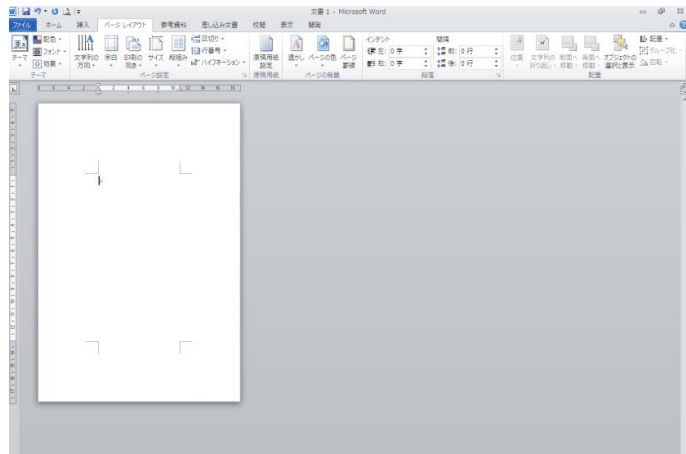 文書 1 - Microsoft Word
ファイル ホーム 挿入 ページ レイアウト 参考資料 差し込み文書 校閲 表示 開発
テーマ
配色
フォント
効果
テーマ
文字列の方向
余白
印刷の向き
サイズ
段組み
区切り
行番号
ハイフネーション
ページ設定
原稿用紙設定
原稿用紙
透かし
ページの色
ページ罫線
ページの背景
インデント
左: 0 字
右: 0 字
間隔
前: 0 行
後: 0 行
段落
位置
文字列の折り返し
前面へ移動
背面へ移動
オブジェクトの選択と表示
配置
グループ化
回転
配置